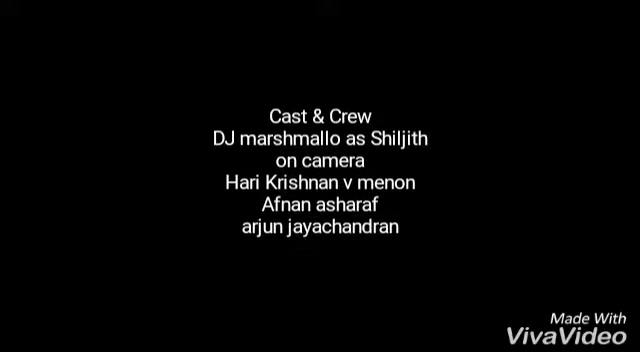 Cast & Crew
DJ marshmallo as Shiljith
on camera
Hari Krishnan v menon
Afnan asharaf
arjun jayachandran
Made With
VivaVideo